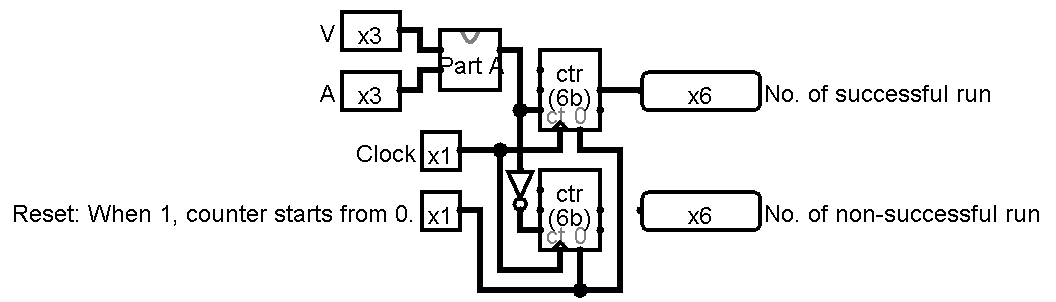 V x3
Part A
A x3
ctr
(6b)
ct 0
x6 No. of successful run
Clock x1
ctr
(6b)
ct 0
Reset: When 1, counter starts from 0. x1
x6 No. of non-successful run